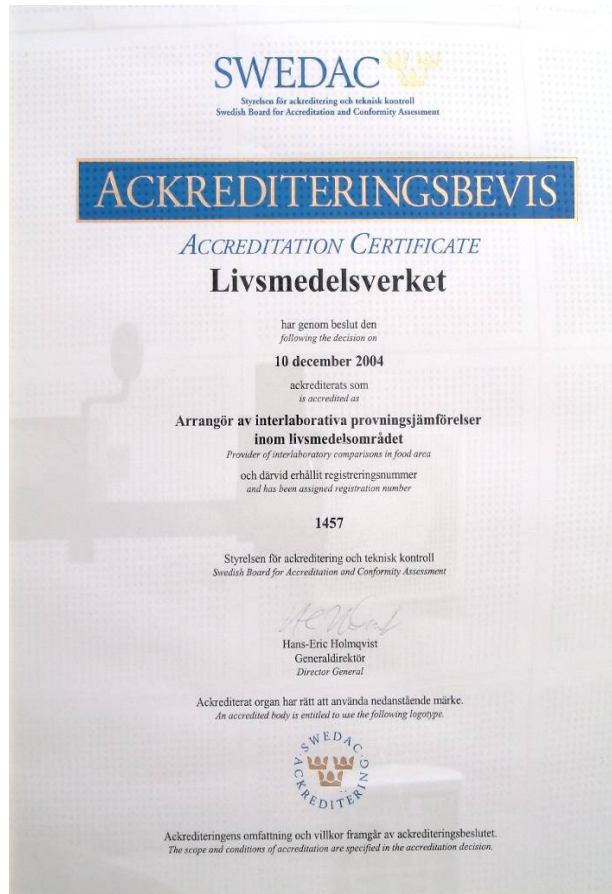 SWEDAC
Styrelsen för ackreditering och teknisk kontroll
Swedish Board for Accreditation and Conformity Assessment
ACKREDITERINGSBEVIS
ACCREDITATION CERTIFICATE
Livsmedelsverket
har genom beslut den
following the decision on
10 december 2004
ackrediterats som
is accredited as
Arrangör av interlaborativa provningsjämförelser
inom livsmedelsområdet
Provider of interlaboratory comparisons in food area
och därvid erhållit registreringsnummer
and has been assigned registration number
1457
Styrelsen för ackreditering och teknisk kontroll
Swedish Board for Accreditation and Conformity Assessment
Hans-Eric Holmqvist
Generaldirektör
Director General
Ackrediterat organ har rätt att använda nedanstående märke.
An accredited body is entitled to use the following logotype.
SWEDAC
ACKREDITERING
Ackrediteringens omfattning och villkor framgår av ackrediteringsbeslutet.
The scope and conditions of accreditation are specified in the accreditation decision.